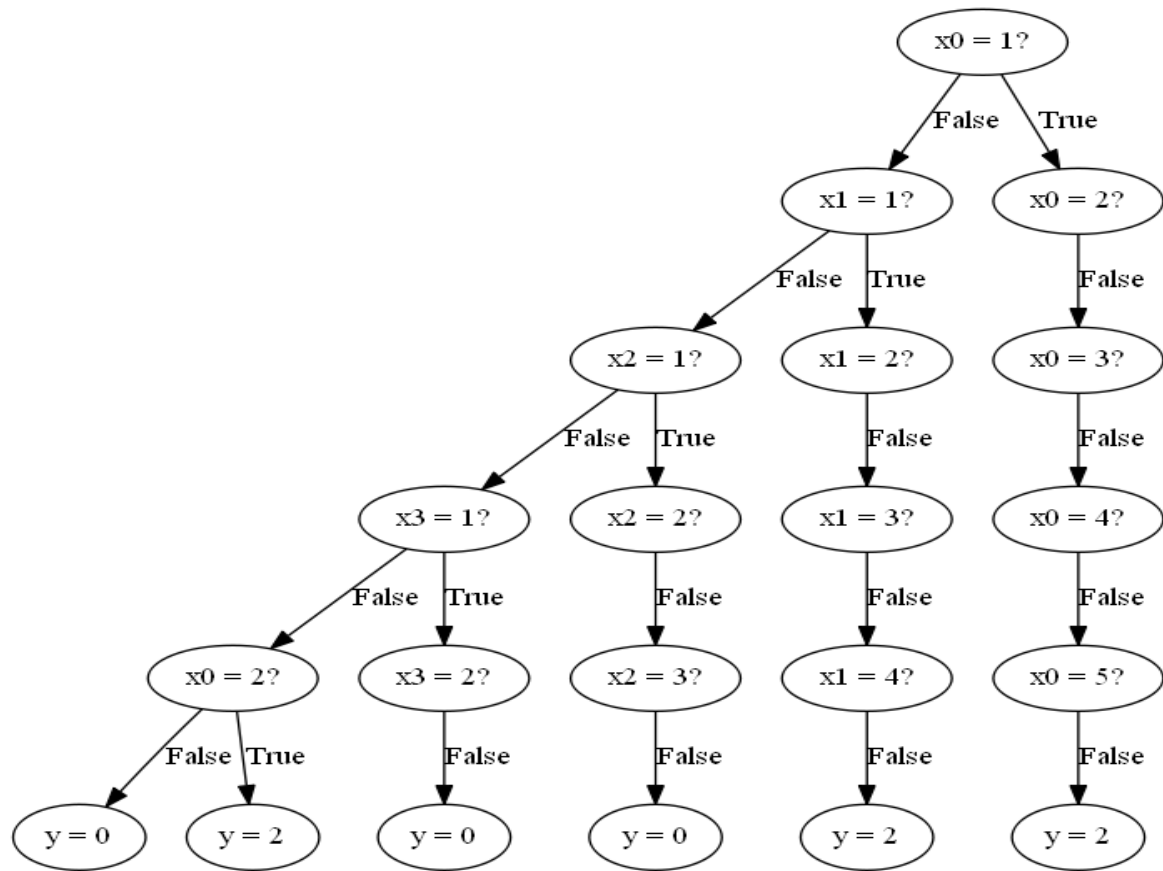 x0 = 1?
False True
x1 = 1? x0 = 2?
False True False
x2 = 1? x1 = 2? x0 = 3?
False True False False
x3 = 1? x2 = 2? x1 = 3? x0 = 4?
False True False False False
x0 = 2? x3 = 2? x2 = 3? x1 = 4? x0 = 5?
False True False False False False
y = 0 y = 2 y = 0 y = 0 y = 2 y = 2